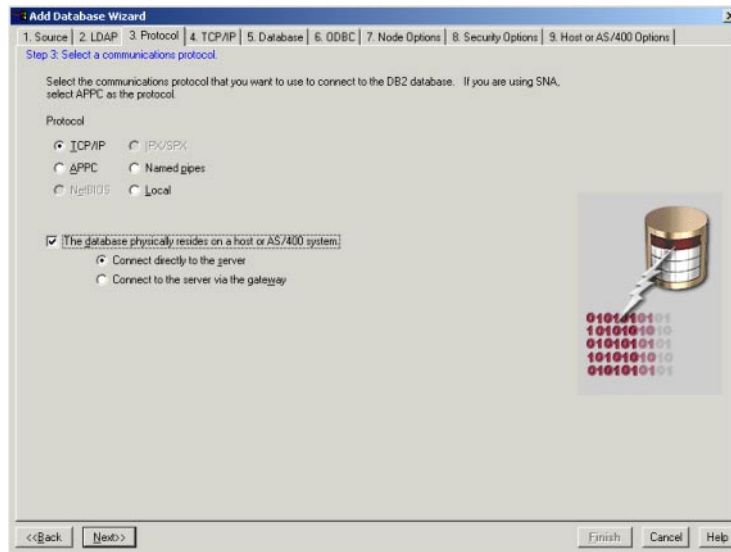 Add Database Wizard
1. Source 2. LDAP 3. Protocol 4. TCP/IP 5. Database 6. ODBC 7. Node Options 8. Security Options 9. Host or AS/400 Options
Step 3: Select a communications protocol.
Select the communications protocol that you want to use to connect to the DB2 database. If you are using SNA,
select APPC as the protocol.
Protocol
TCP/IP IPX/SPX
APPC Named pipes
NetBIOS Local
The database physically resides on a host or AS/400 system.
Connect directly to the server
Connect to the server via the gateway
010101010
101010101
010101010
101010101
010101010
<<Back Next>> Finish Cancel Help